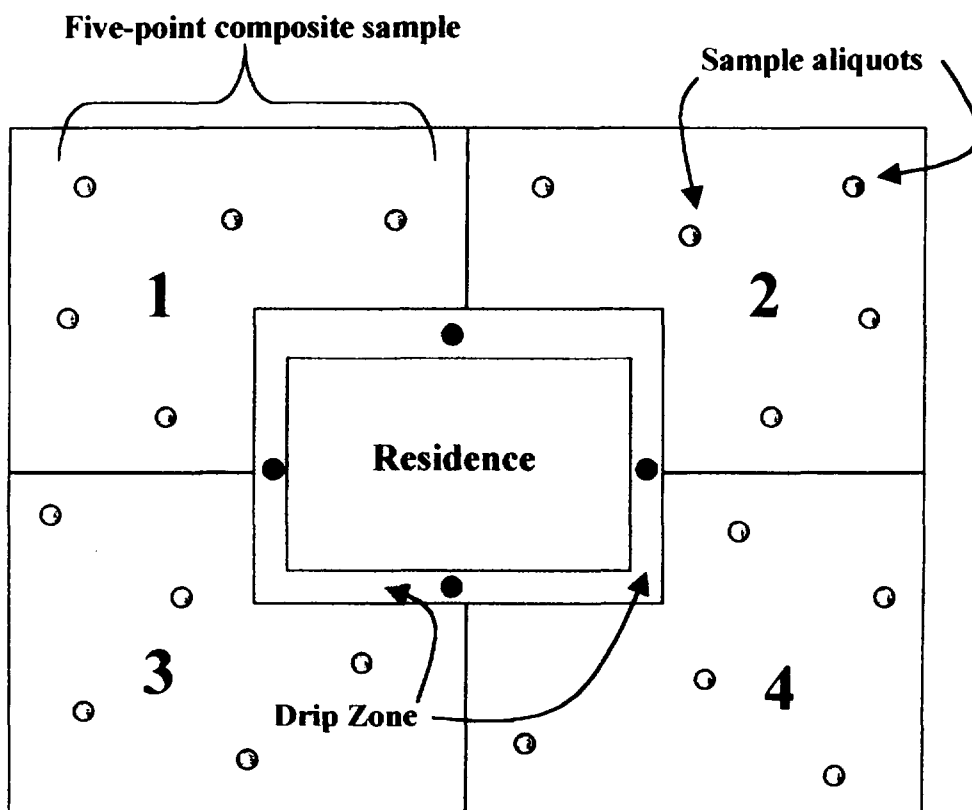 Five-point composite sample
Sample aliquots
1
2
Residence
3
4
Drip Zone